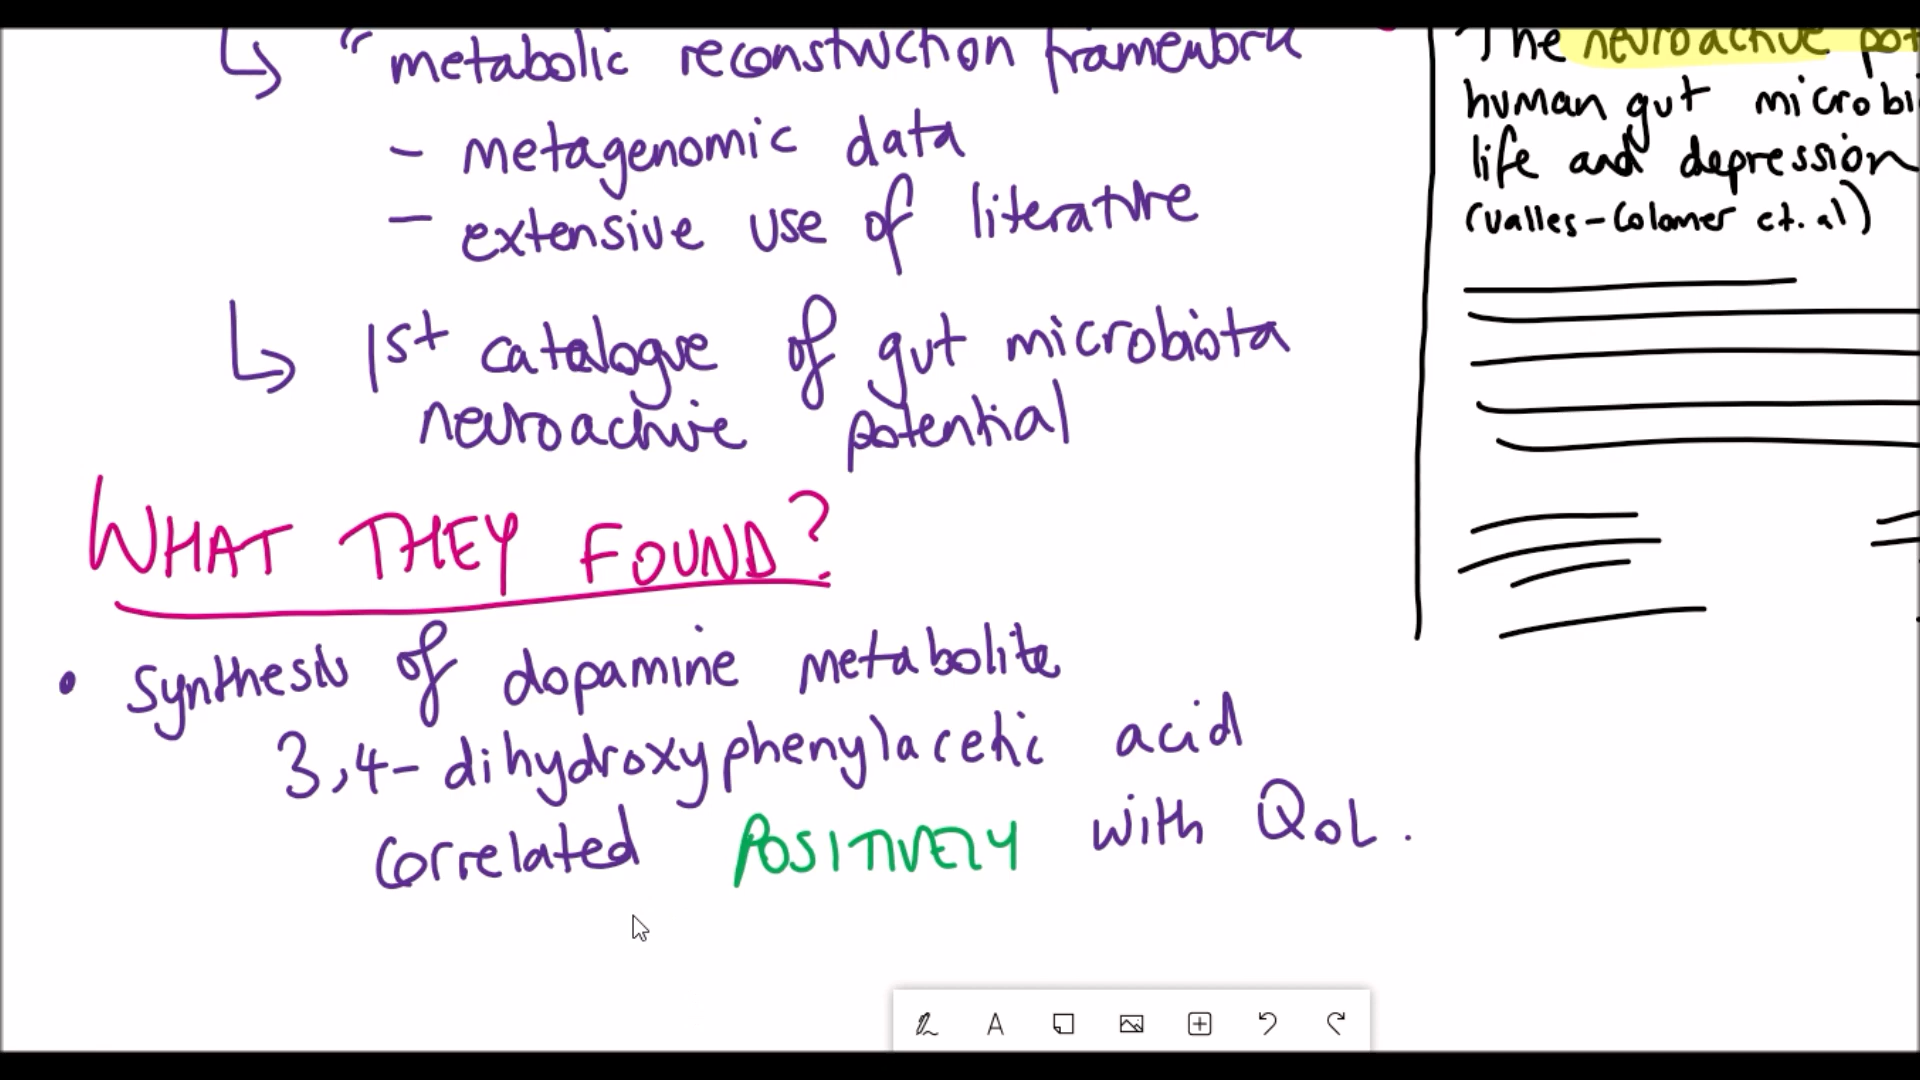 ↳ “metabolic reconstruction framework
- metagenomic data
- extensive use of literature
↳ 1st catalogue of gut microbiota
neuroactive potential
WHAT THEY FOUND?
• synthesis of dopamine metabolite
3,4-dihydroxyphenylacetic acid
correlated POSITIVELY with QoL.
The neuroactive pot
human gut microbi
life and depression
(Valles-Colomer et. al)
A